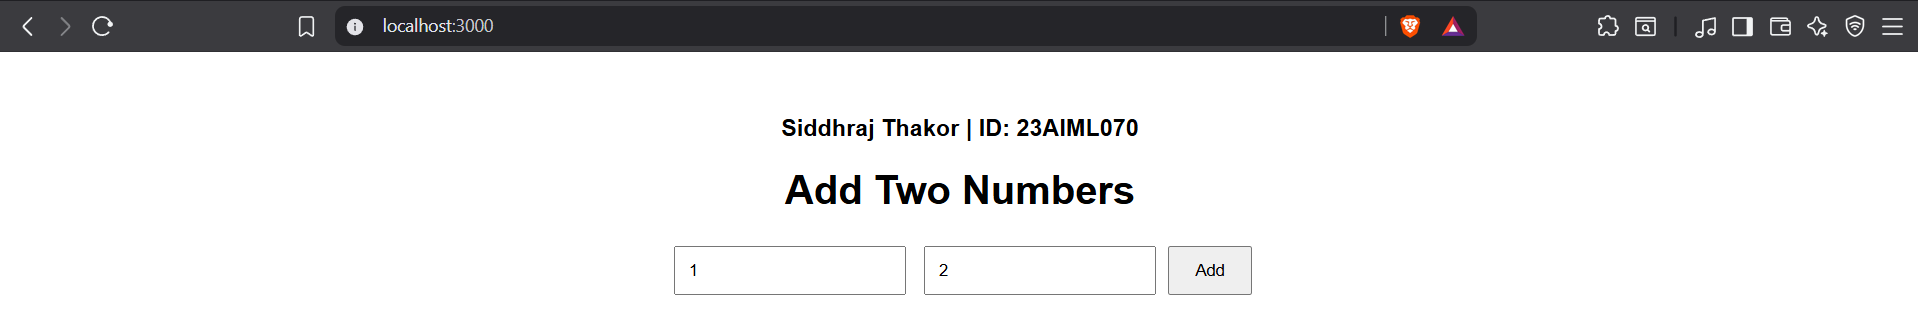 localhost:3000
Siddhraj Thakor | ID: 23AIML070
Add Two Numbers
1 2 Add